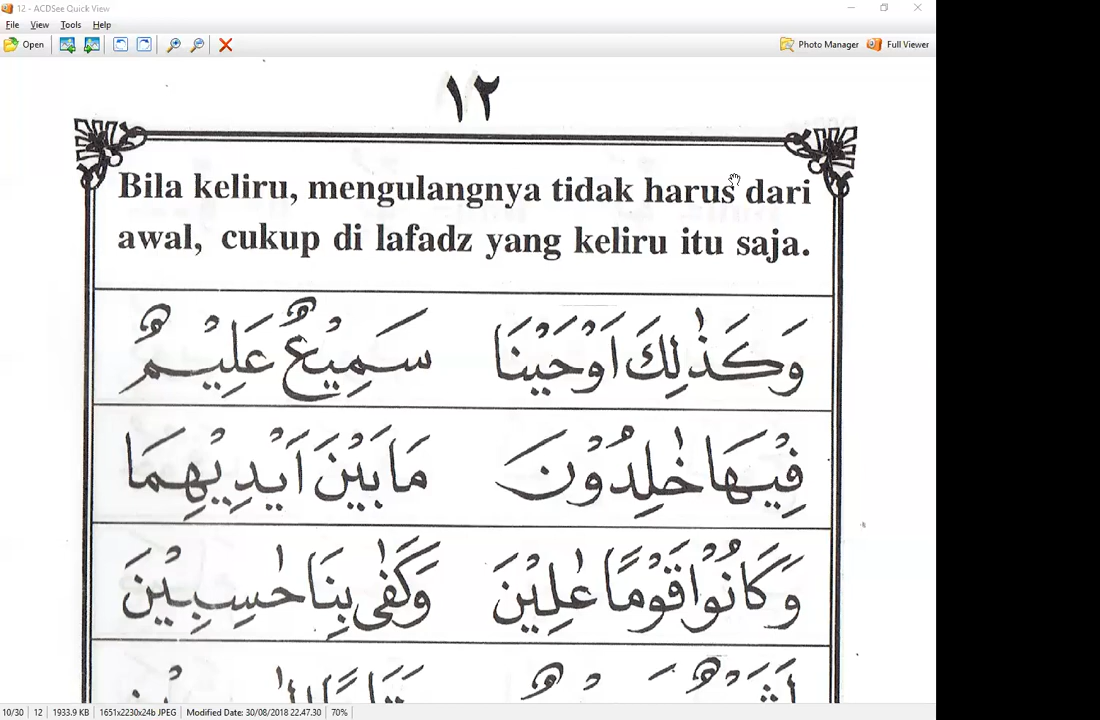 12 - ACDSee Quick View
File View Tools Help
Open
Photo Manager Full Viewer
١٢
Bila keliru, mengulangnya tidak harus dari
awal, cukup di lafadz yang keliru itu saja.
وَكَذٰلِكَ اَوْحَيْنَا سَمِيْعٌ عَلِيْمٌ
فِيْهَا خٰلِدُوْنَ مَا بَيْنَ اَيْدِيْهِمَا
وَكَانُوْا قَوْمًا عٰلِيْنَ وَكَفٰى بِنَا حٰسِبِيْنَ
10/30 12 1933.9 KB 1651x2230x24b JPEG Modified Date: 30/08/2018 22.47.30 70%